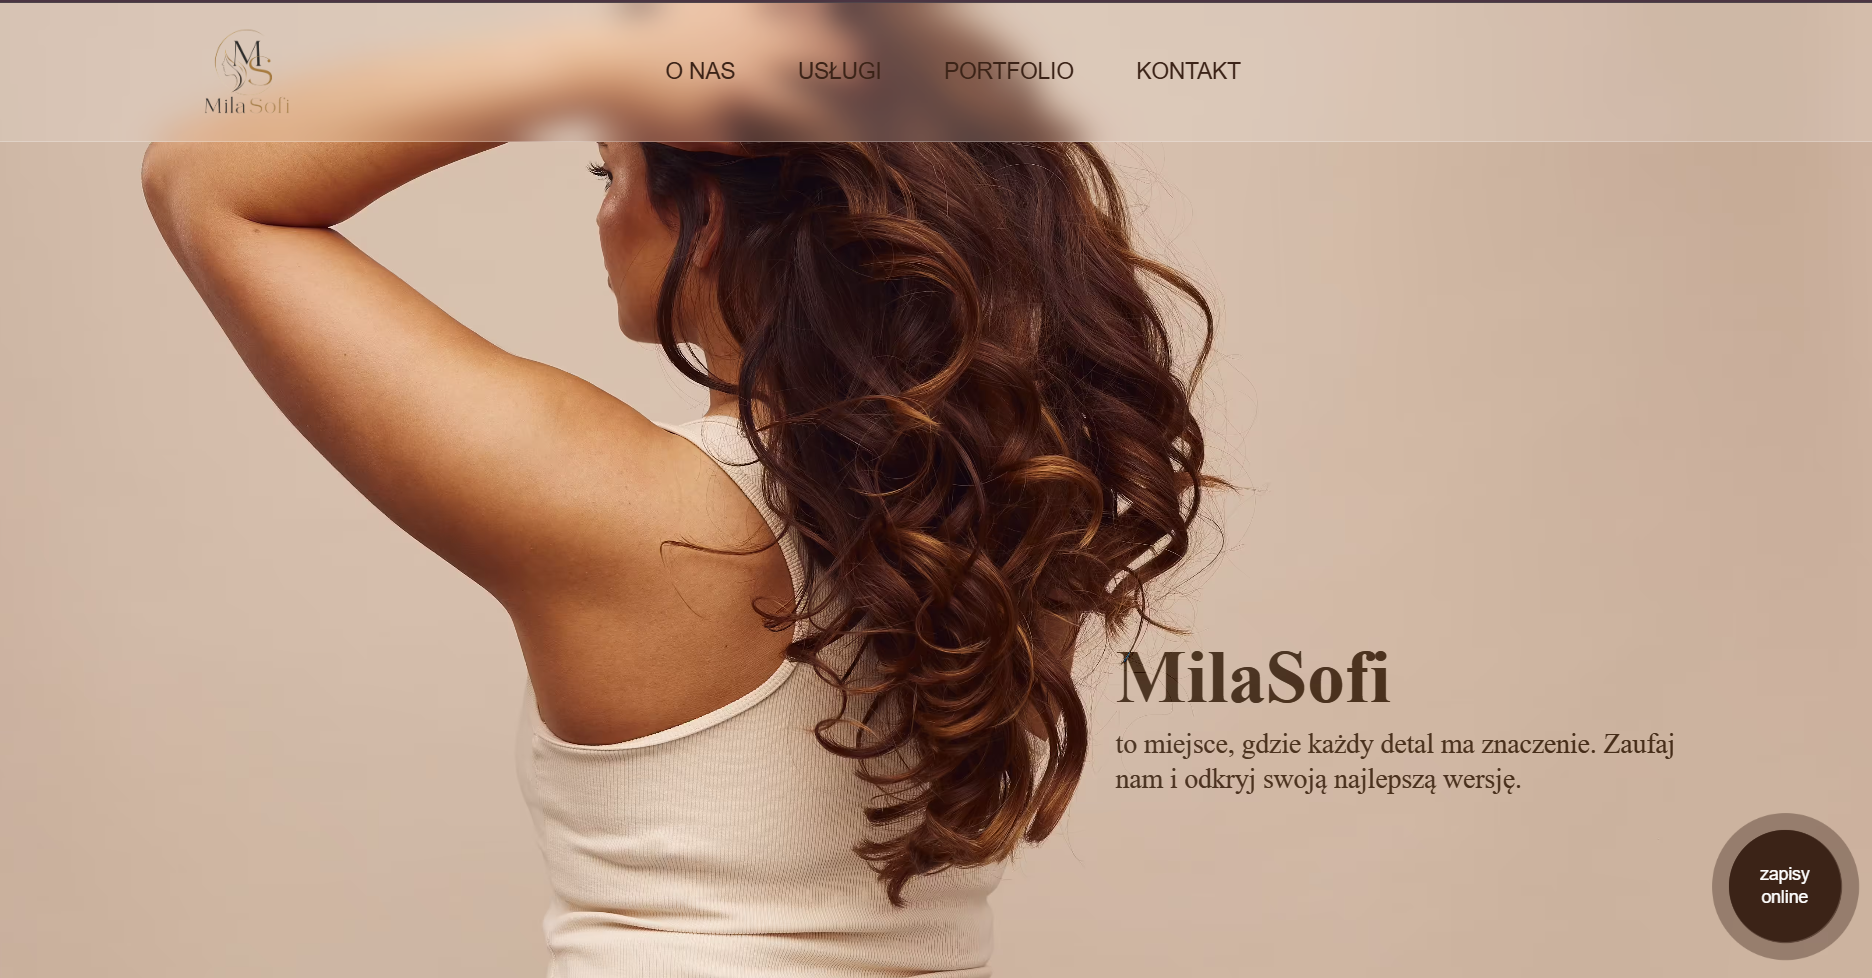 MS
Mila Sofi
O NAS USŁUGI PORTFOLIO KONTAKT
MilaSofi
to miejsce, gdzie każdy detal ma znaczenie. Zaufaj
nam i odkryj swoją najlepszą wersję.
zapisy
online